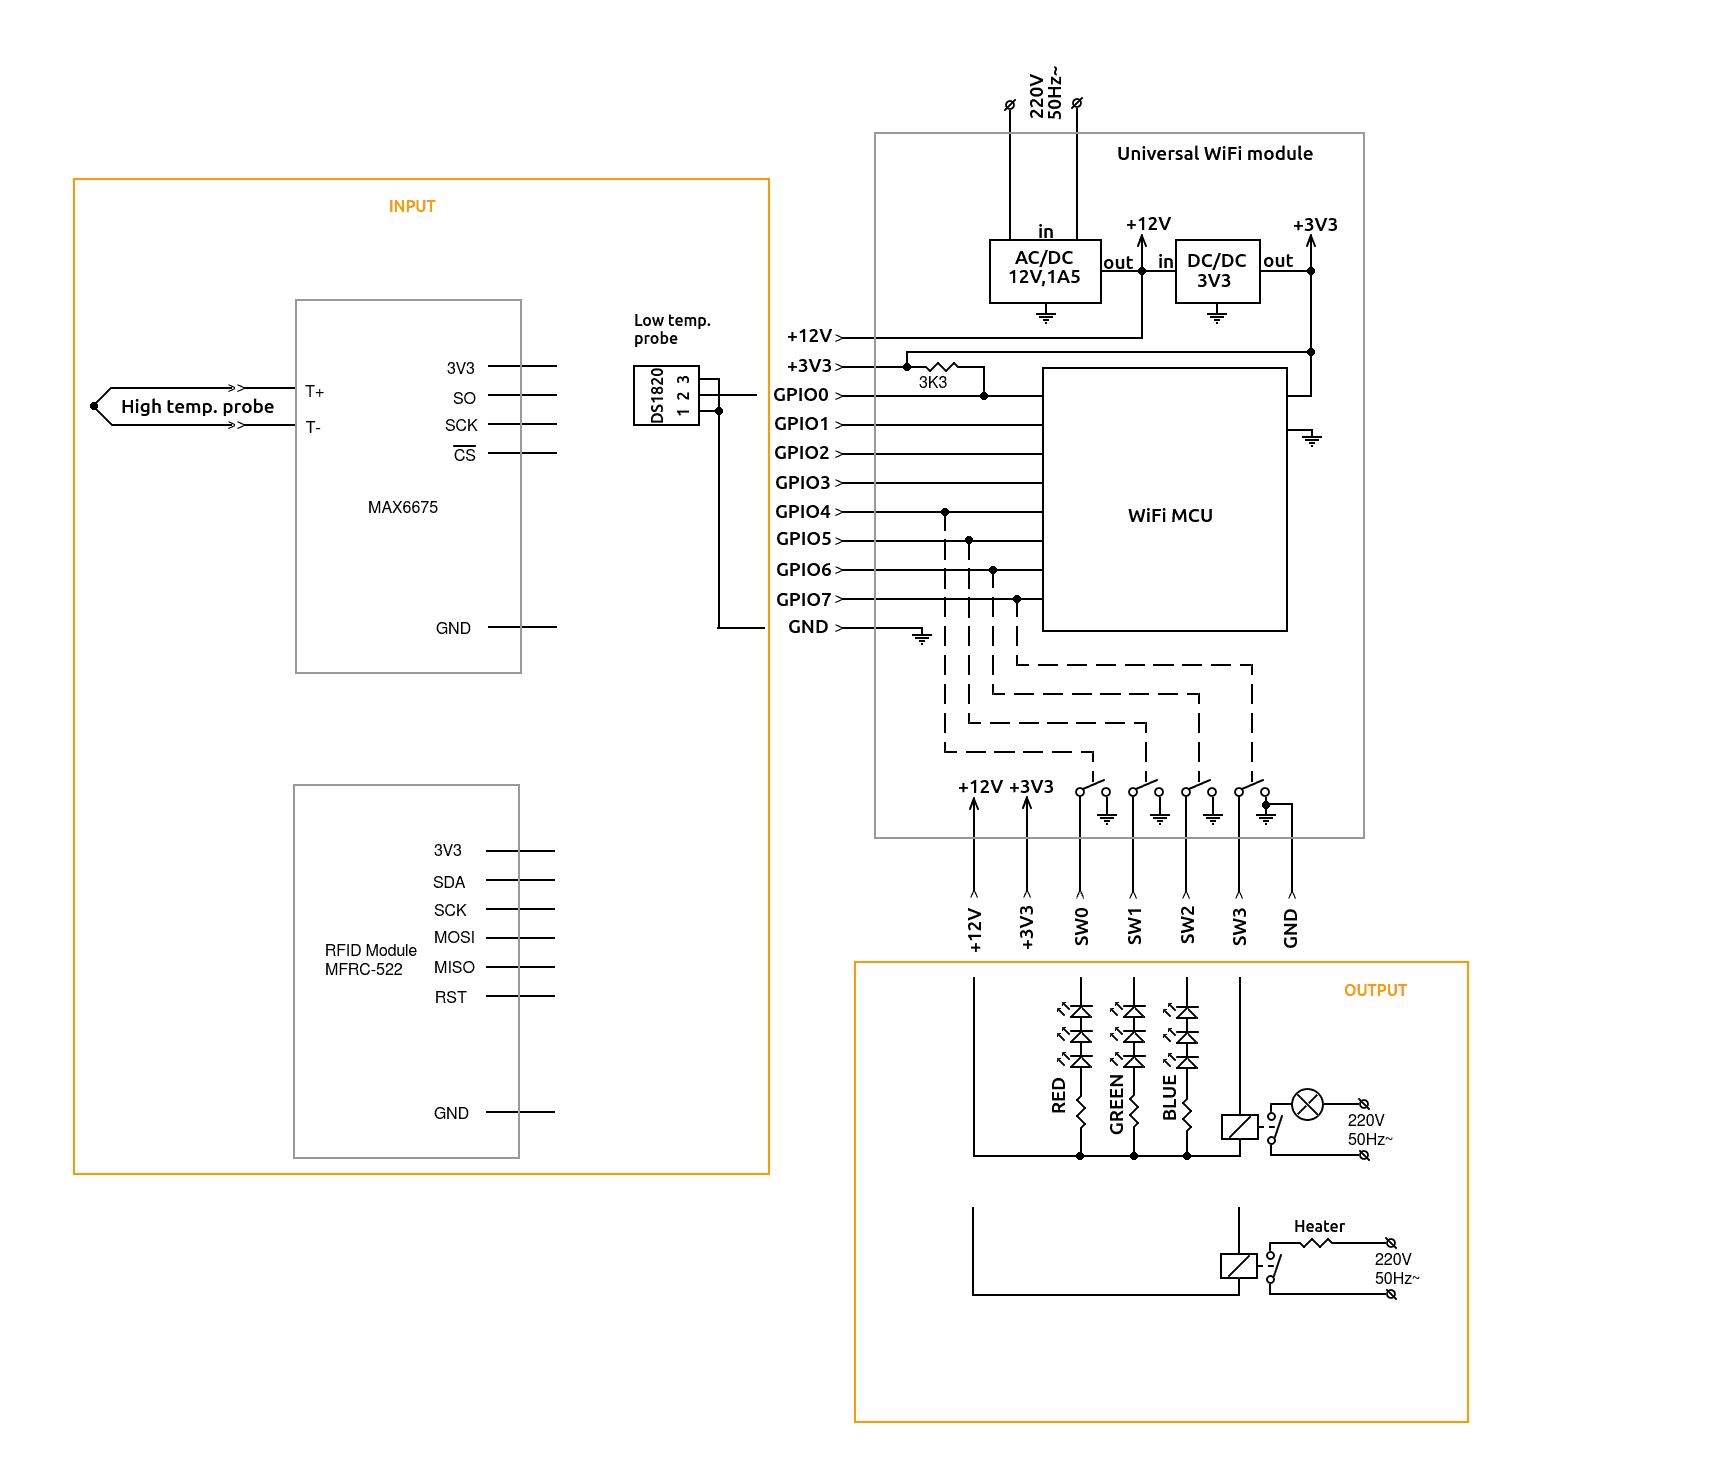 220V
50Hz~
Universal WiFi module
INPUT
in
+12V
+3V3
AC/DC
12V,1A5
out
in
DC/DC
3V3
out
Low temp.
probe
+12V
+3V3
3K3
GPIO0
GPIO1
GPIO2
GPIO3
GPIO4
GPIO5
GPIO6
GPIO7
GND
WiFi MCU
DS1820
1 2 3
High temp. probe
T+
T-
3V3
SO
SCK
CS
MAX6675
GND
+12V
+3V3
3V3
SDA
SCK
MOSI
MISO
RST
RFID Module
MFRC-522
GND
+12V
+3V3
SW0
SW1
SW2
SW3
GND
OUTPUT
RED
GREEN
BLUE
220V
50Hz~
Heater
220V
50Hz~